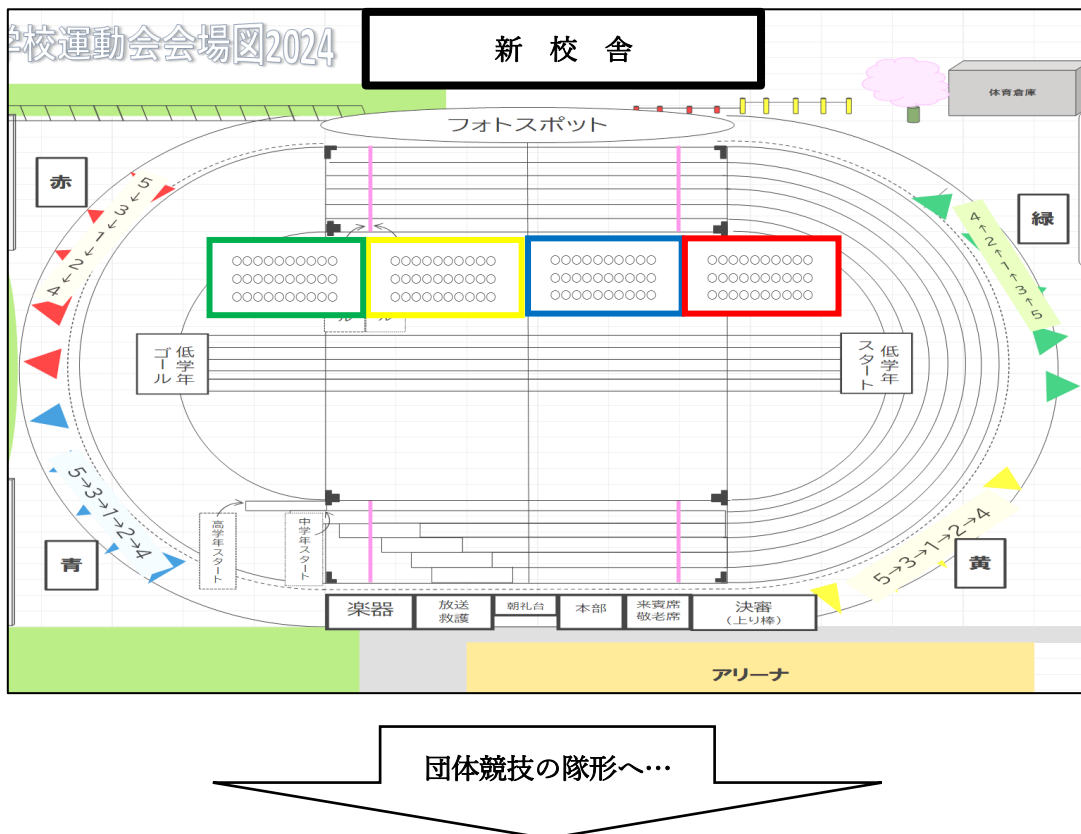 学校運動会会場図2024
新 校 舎
体育倉庫
フォトスポット
赤
5→3→1→2→4
緑
4←2←1←3←5
○○○○○○○○○○
○○○○○○○○○○
○○○○○○○○○○
○○○○○○○○○○
○○○○○○○○○○
○○○○○○○○○○
○○○○○○○○○○
○○○○○○○○○○
○○○○○○○○○○
○○○○○○○○○○
○○○○○○○○○○
○○○○○○○○○○
低学年
ゴール
低学年
スタート
5→3→1→2→4
青
高学年スタート
中学年スタート
5→3→1→2→4
黄
楽器
放送
救護
朝礼台
本部
来賓席
敬老席
決審
(上り棒)
アリーナ
団体競技の隊形へ…